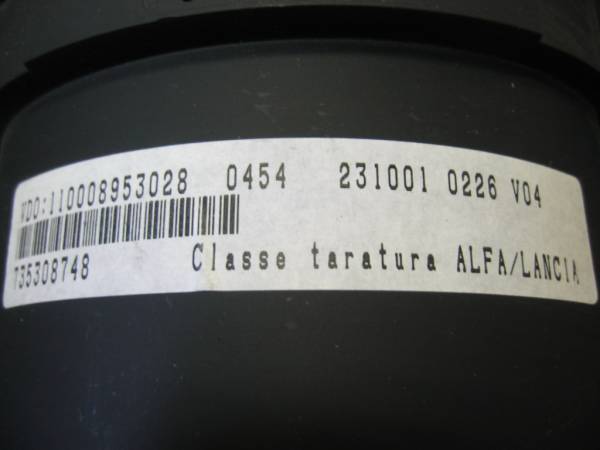 VDO:110008953028 0454 231001 0226 V04
735308748 Classe taratura ALFA/LANCIA